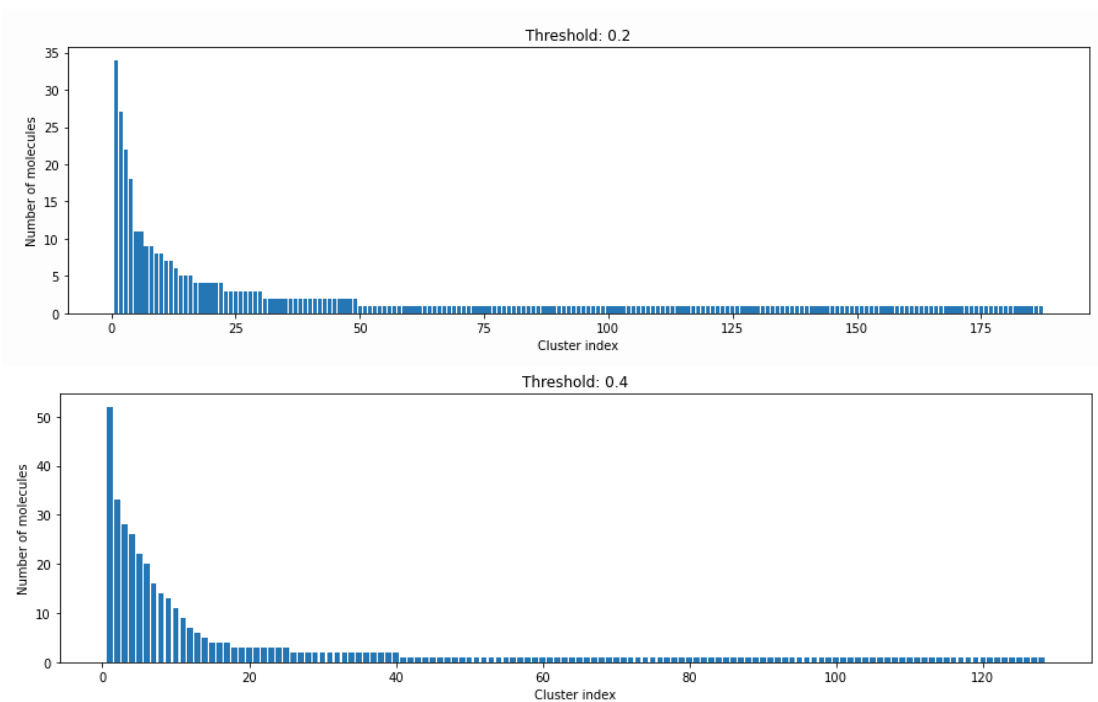 Threshold: 0.2
35
30
25
20
15
10
5
0
Number of molecules
0 25 50 75 100 125 150 175
Cluster index
Threshold: 0.4
50
40
30
20
10
0
Number of molecules
0 20 40 60 80 100 120
Cluster index